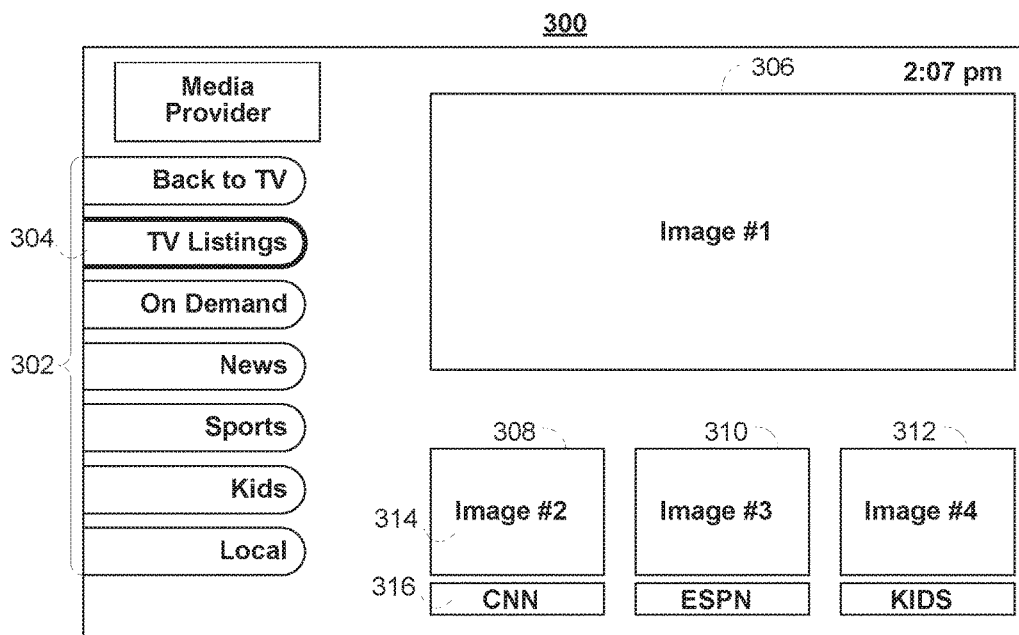 300
306
2:07 pm
Media
Provider
Back to TV
304
TV Listings
Image #1
On Demand
302
News
Sports
308
310
312
Kids
314
Image #2
Image #3
Image #4
Local
316
CNN
ESPN
KIDS